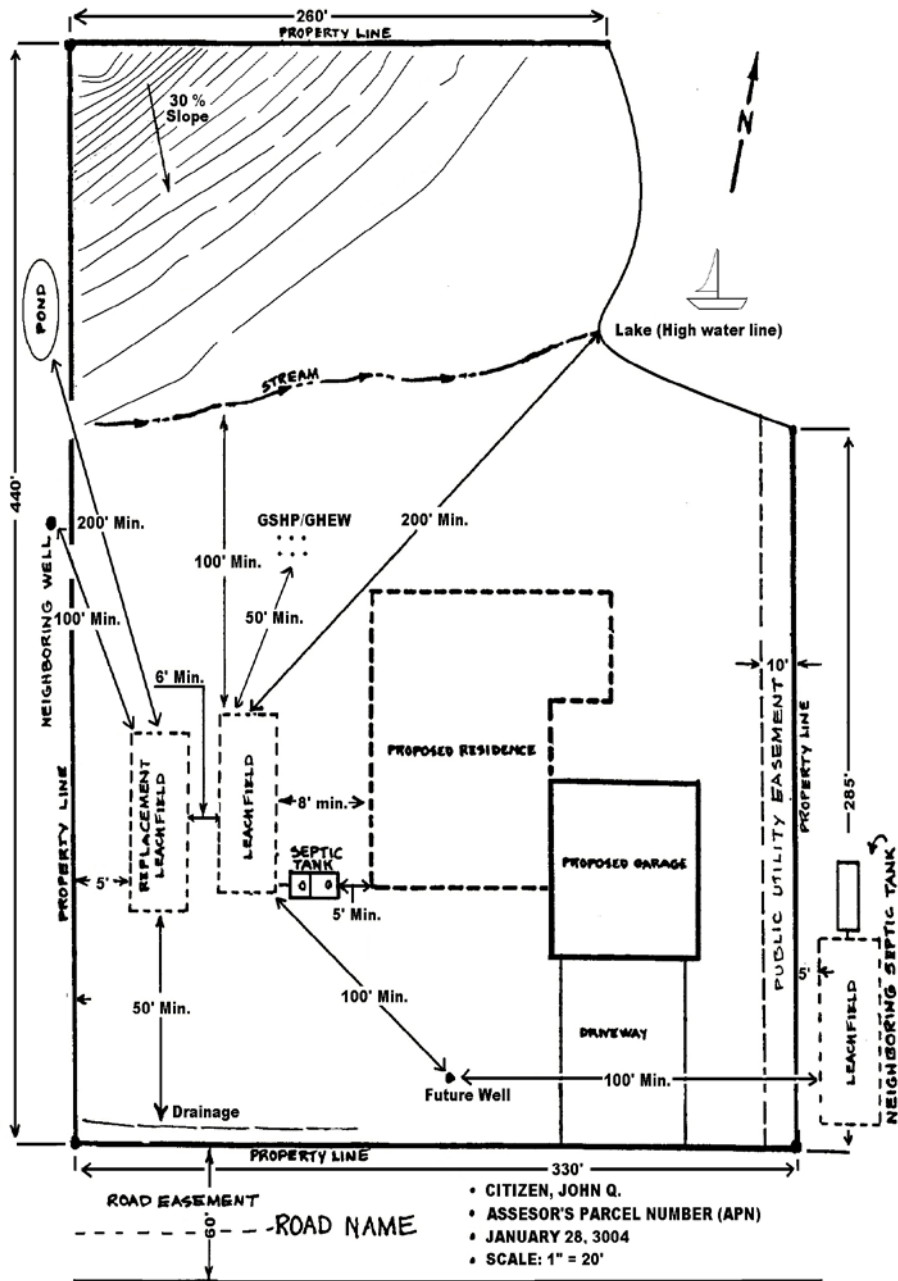 260'
PROPERTY LINE
30 %
Slope
N
POND
Lake (High water line)
STREAM
440'
NEIGHBORING WELL
200' Min.
100' Min.
GSHP/GHEW
50' Min.
200' Min.
100' Min.
6' Min.
10'
PUBLIC UTILITY EASEMENT
PROPERTY LINE
285'
PROPERTY LINE
REPLACEMENT
LEACHFIELD
LEACHFIELD
8' min.
PROPOSED RESIDENCE
PROPOSED GARAGE
SEPTIC
TANK
5'
5' Min.
NEIGHBORING SEPTIC TANK
5'
LEACHFIELD
50' Min.
100' Min.
DRIVEWAY
100' Min.
Future Well
Drainage
PROPERTY LINE
330'
ROAD EASEMENT
ROAD NAME
60'
• CITIZEN, JOHN Q.
• ASSESOR'S PARCEL NUMBER (APN)
• JANUARY 28, 3004
• SCALE: 1" = 20'